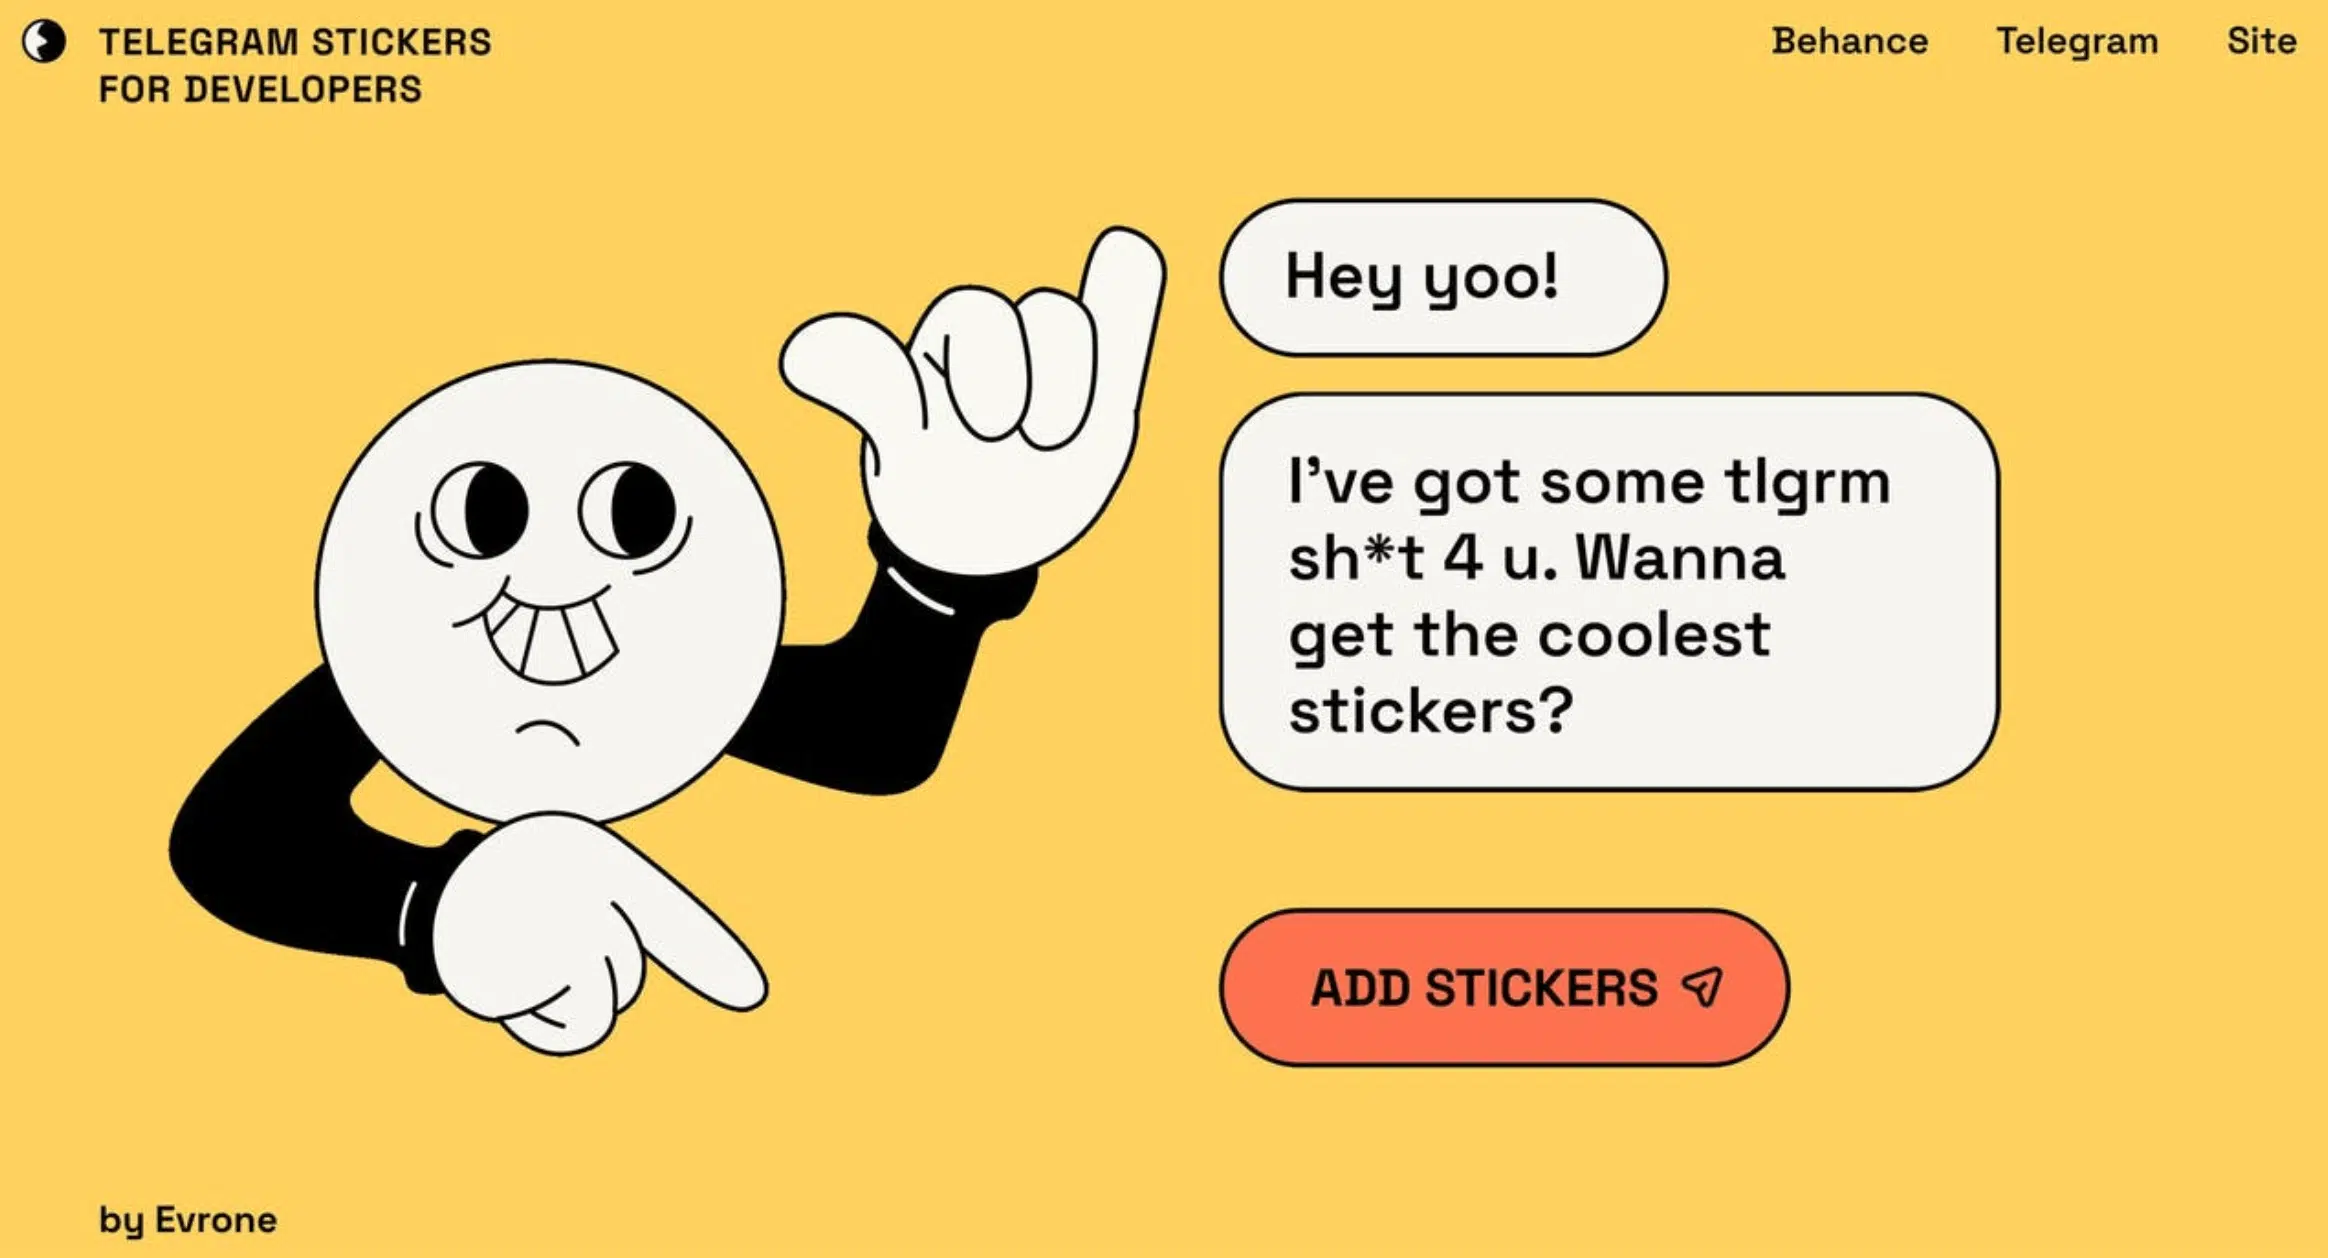 TELEGRAM STICKERS
FOR DEVELOPERS
Behance
Telegram
Site
Hey yoo!
I’ve got some tlgrm
sh*t 4 u. Wanna
get the coolest
stickers?
ADD STICKERS
by Evrone